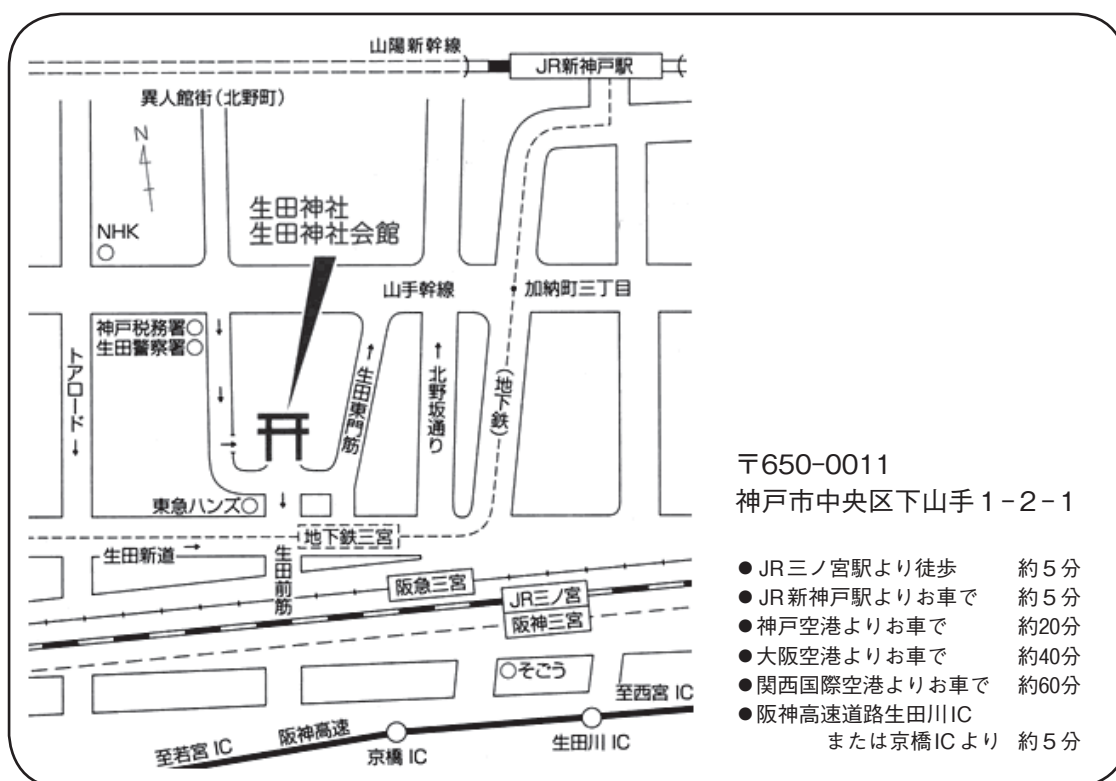 山陽新幹線
JR新神戸駅
異人館街(北野町)
N
生田神社
生田神社会館
NHK
山手幹線
加納町三丁目
神戸税務署
生田警察署
トアロード
生田東門筋
北野坂通り
(地下鉄)
東急ハンズ
地下鉄三宮
生田新道
生田前筋
阪急三宮
JR三ノ宮
阪神三宮
そごう
至西宮 IC
阪神高速
至若宮 IC
京橋 IC
生田川 IC
〒650-0011
神戸市中央区下山手1-2-1
●JR三ノ宮駅より徒歩 約5分
●JR新神戸駅よりお車で 約5分
●神戸空港よりお車で 約20分
●大阪空港よりお車で 約40分
●関西国際空港よりお車で 約60分
●阪神高速道路生田川IC
または京橋ICより 約5分